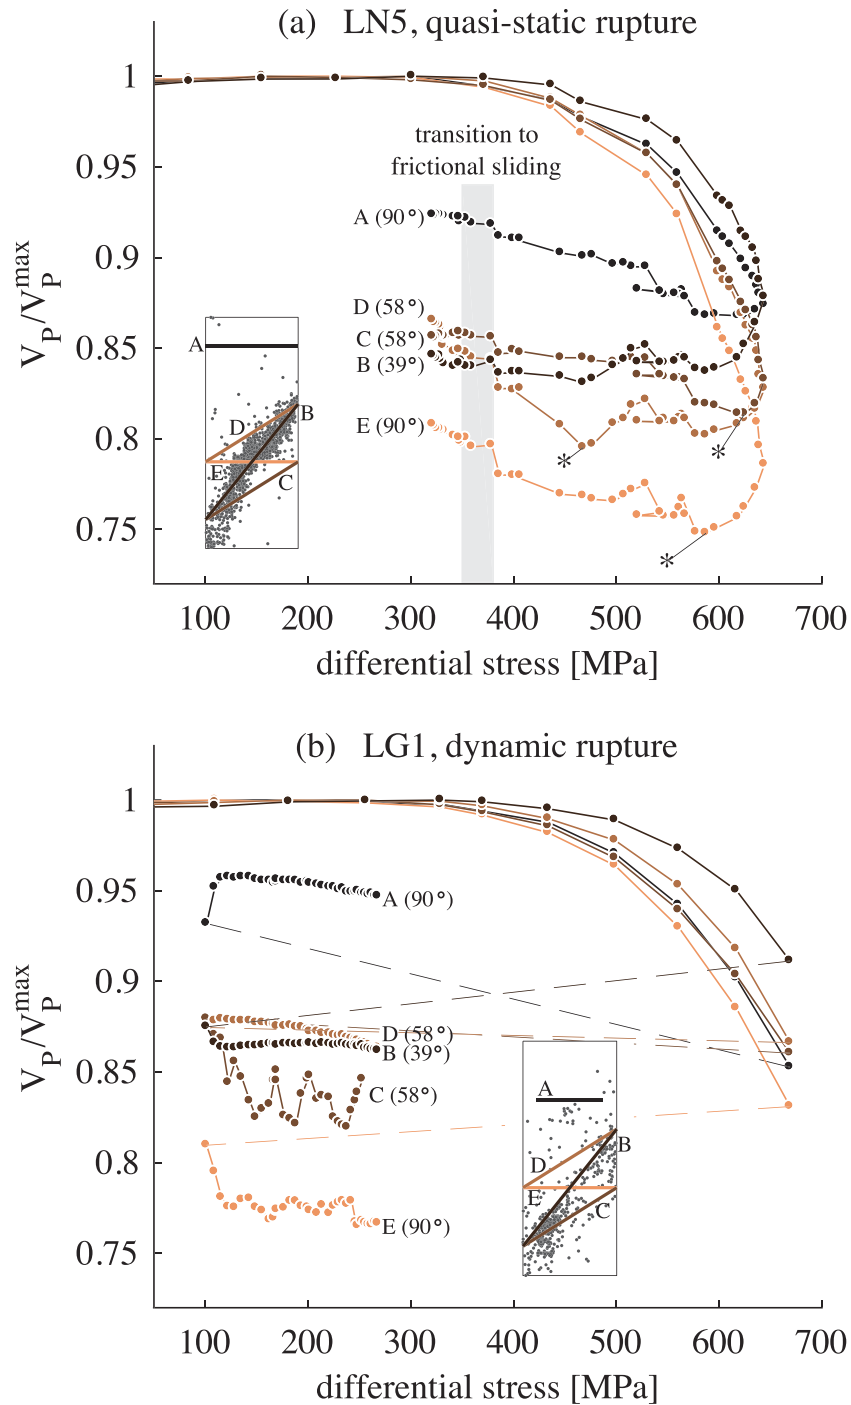 (a) LN5, quasi-static rupture
1
0.95
0.9
0.85
0.8
0.75
V_P/V_P^max
transition to
frictional sliding
A (90°)
D (58°)
C (58°)
B (39°)
E (90°)
*
*
*
A
D
B
E
C
100 200 300 400 500 600 700
differential stress [MPa]
(b) LG1, dynamic rupture
1
0.95
0.9
0.85
0.8
0.75
V_P/V_P^max
A (90°)
D (58°)
B (39°)
C (58°)
E (90°)
A
B
D
E
C
100 200 300 400 500 600 700
differential stress [MPa]